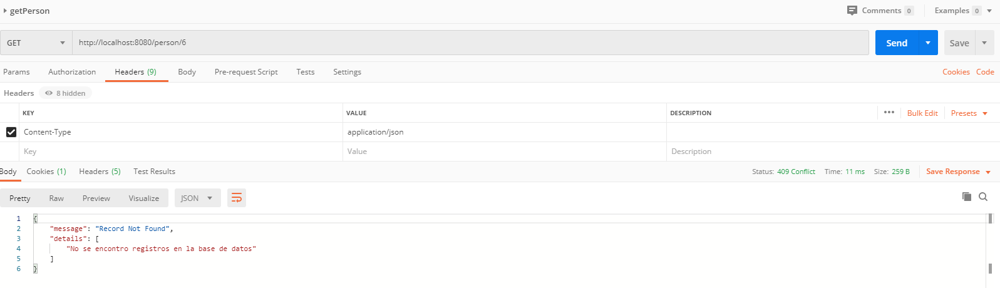 getPerson
Comments 0 Examples 0
GET http://localhost:8080/person/6 Send Save
Params Authorization Headers (9) Body Pre-request Script Tests Settings Cookies Code
Headers 8 hidden
KEY VALUE DESCRIPTION ••• Bulk Edit Presets
Content-Type application/json
Key Value Description
Body Cookies (1) Headers (5) Test Results Status: 409 Conflict Time: 11 ms Size: 259 B Save Response
Pretty Raw Preview Visualize JSON
1 {
2 "message": "Record Not Found",
3 "details": [
4 "No se encontro registros en la base de datos"
5 ]
6 }